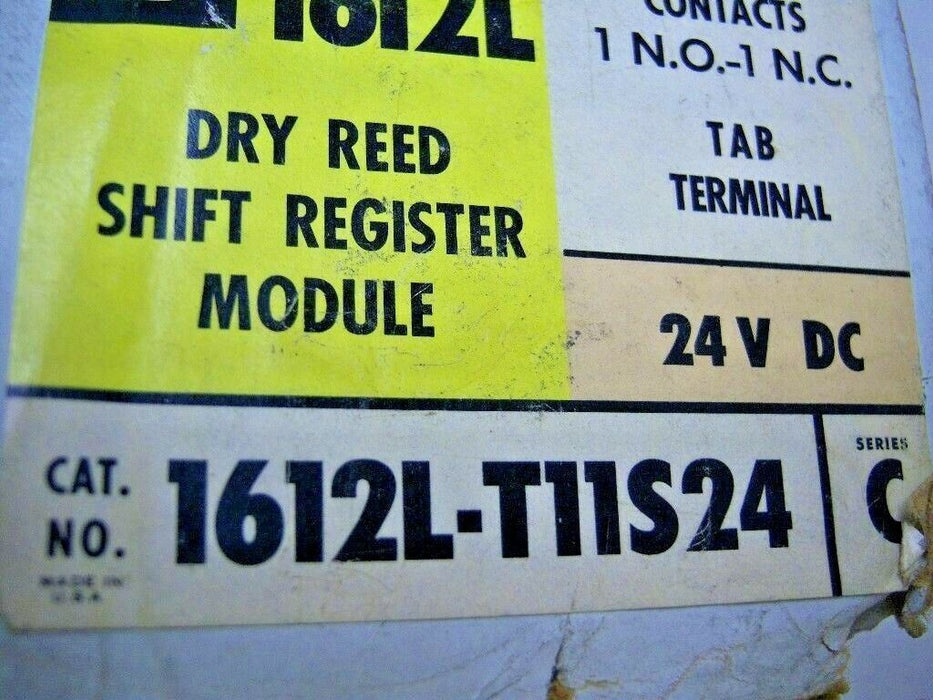 1612L
DRY REED
SHIFT REGISTER
MODULE
CONTACTS
1 N.O.-1 N.C.
TAB
TERMINAL
24 V DC
CAT.
NO.
1612L-T11S24
SERIES
C
MADE IN
U.S.A.